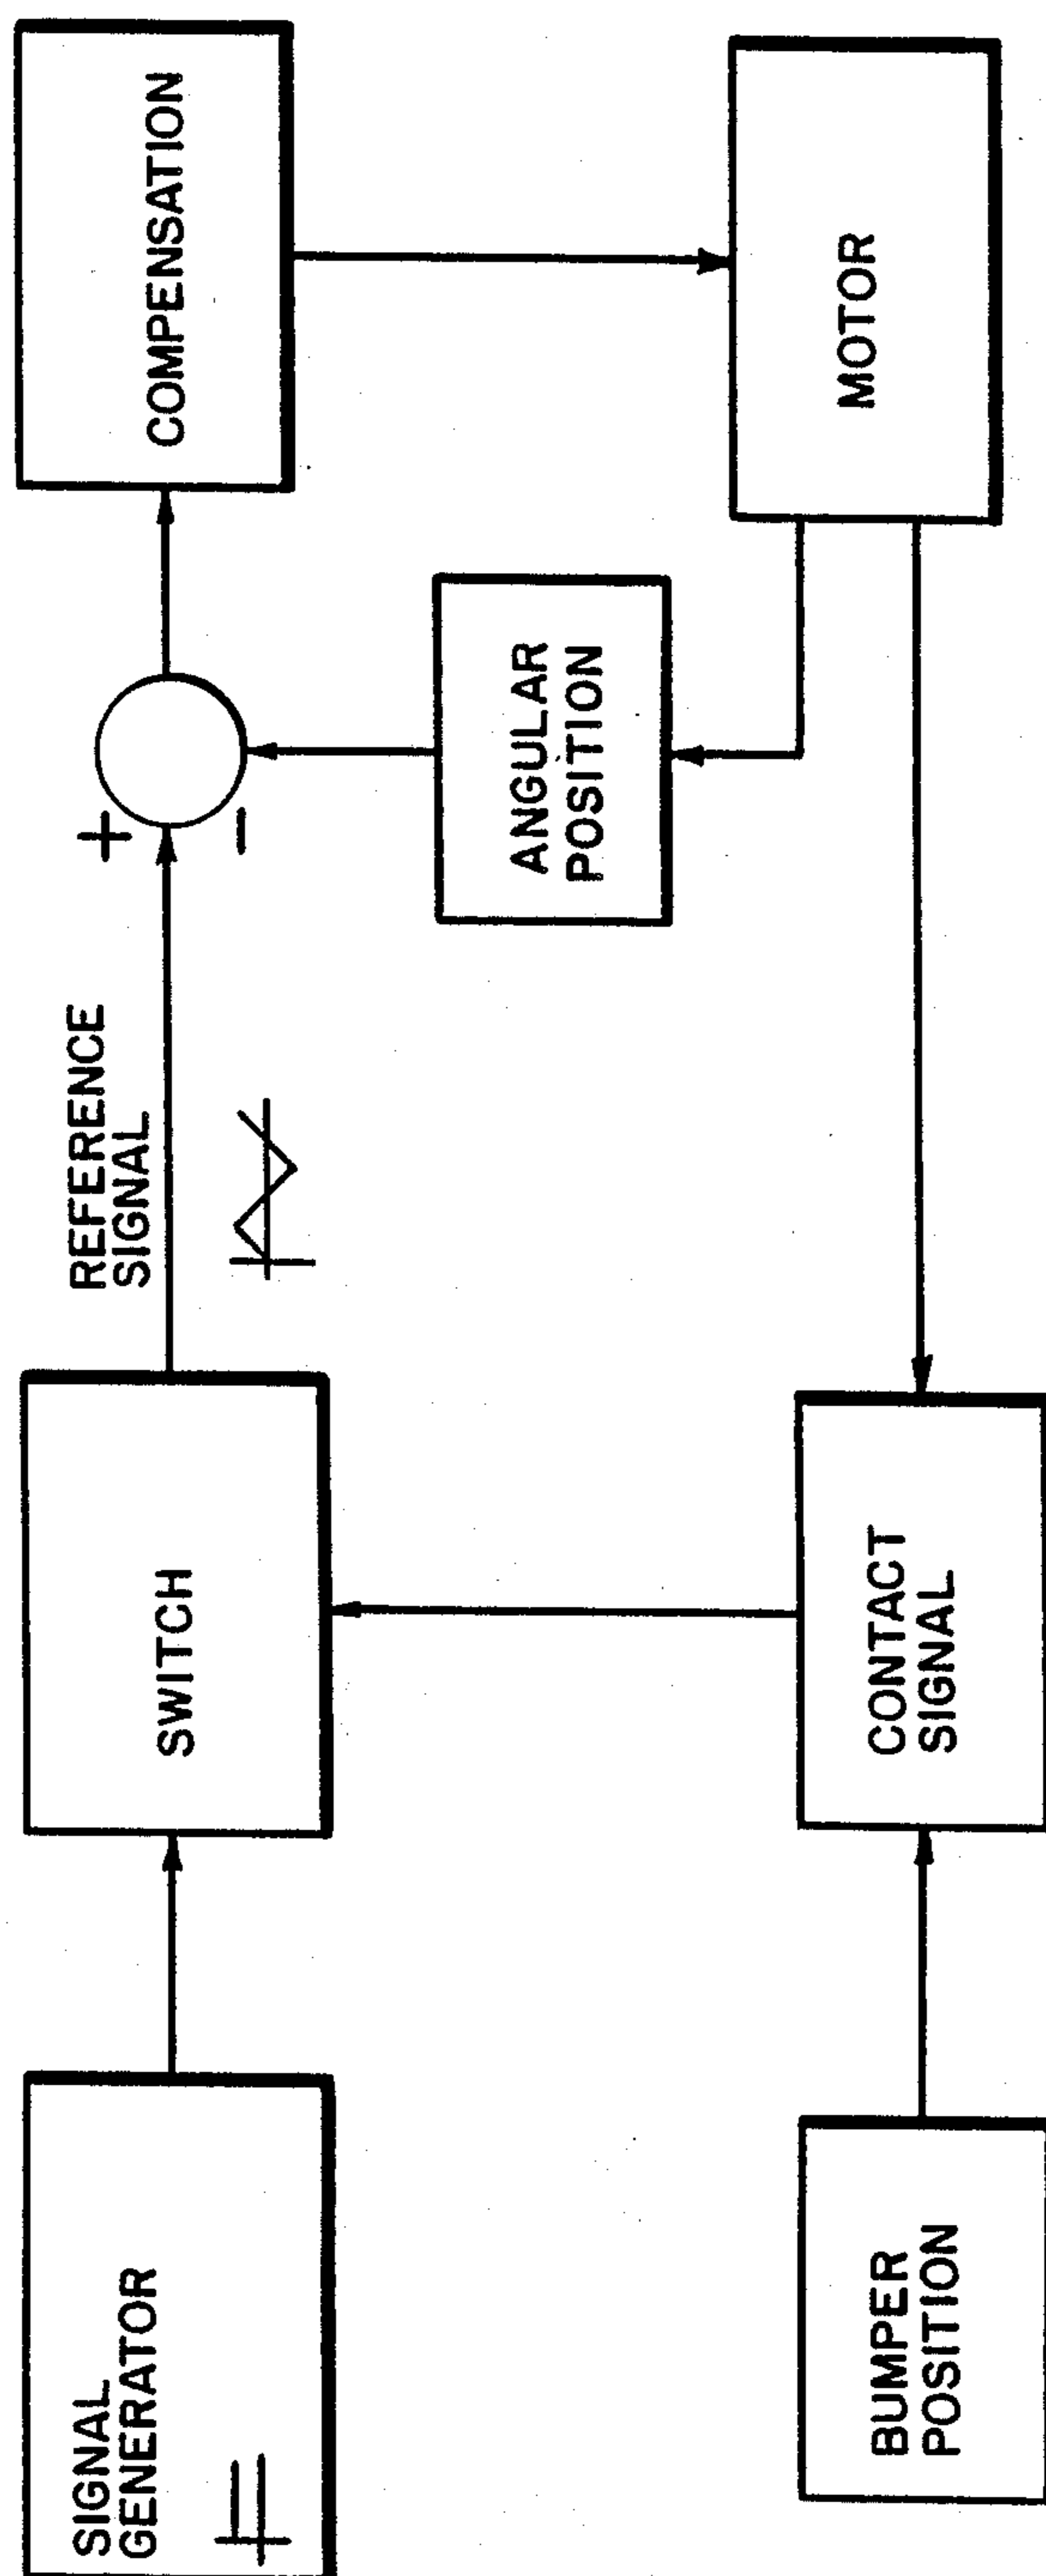 SIGNAL
GENERATOR
SWITCH
REFERENCE
SIGNAL
+
-
COMPENSATION
ANGULAR
POSITION
BUMPER
POSITION
CONTACT
SIGNAL
MOTOR